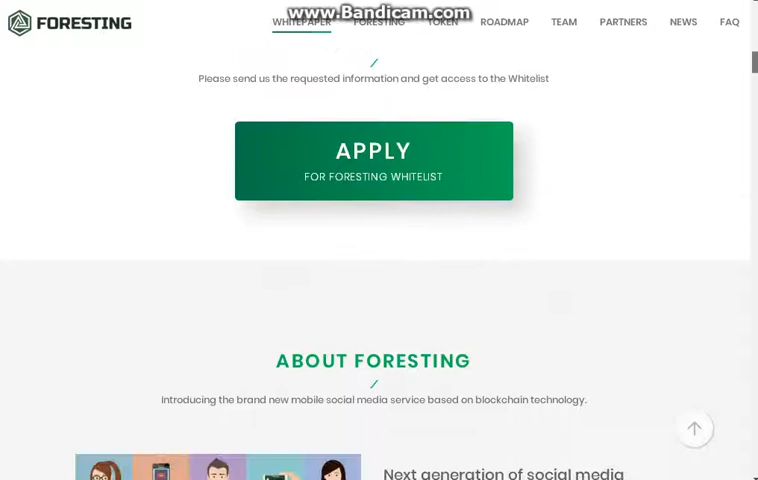 www.Bandicam.com
FORESTING
WHITEPAPER FORESTING TOKEN ROADMAP TEAM PARTNERS NEWS FAQ
Please send us the requested information and get access to the Whitelist
APPLY
FOR FORESTING WHITELIST
ABOUT FORESTING
Introducing the brand new mobile social media service based on blockchain technology.
Next generation of social media